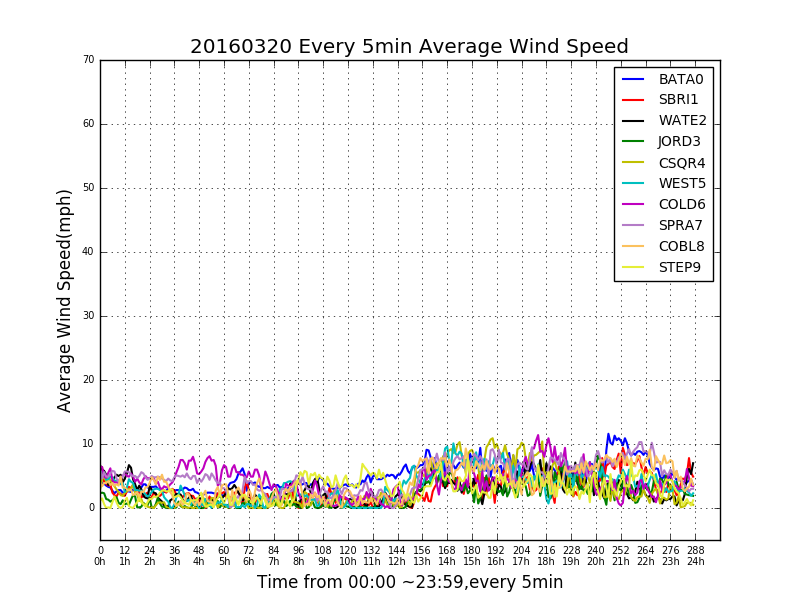 20160320 Every 5min Average Wind Speed
70
60
50
40
30
20
10
0
Average Wind Speed(mph)
BATA0
SBRI1
WATE2
JORD3
CSQR4
WEST5
COLD6
SPRA7
COBL8
STEP9
0 12 24 36 48 60 72 84 96 108 120 132 144 156 168 180 192 204 216 228 240 252 264 276 288
0h 1h 2h 3h 4h 5h 6h 7h 8h 9h 10h 11h 12h 13h 14h 15h 16h 17h 18h 19h 20h 21h 22h 23h 24h
Time from 00:00 ~23:59,every 5min